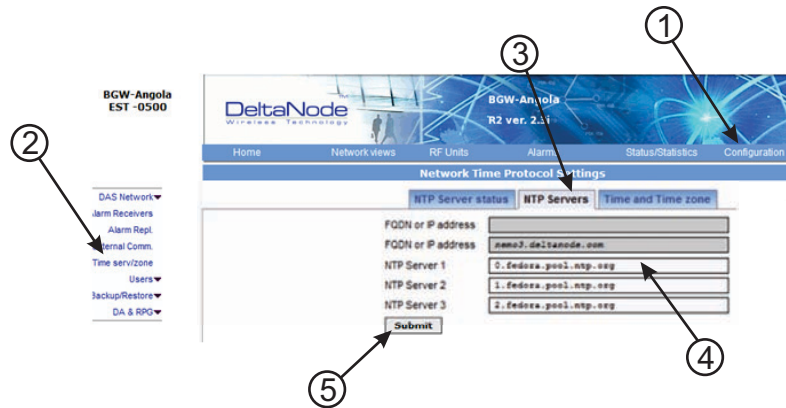 1
3
BGW-Angola
EST -0500
DeltaNode
Wireless Technology
BGW-Angola
R2 ver. 2.3i
2
Home Network views RF Units Alarms Status/Statistics Configuration
Network Time Protocol Settings
DAS Network
NTP Server status NTP Servers Time and Time zone
larm Receivers
Alarm Repl.
FQDN or IP address
ternal Comm.
FQDN or IP address nemo3.deltanode.com
Time serv/zone
NTP Server 1 0.fedora.pool.ntp.org
Users
NTP Server 2 1.fedora.pool.ntp.org
Backup/Restore
NTP Server 3 2.fedora.pool.ntp.org
DA & RPG
Submit
4
5